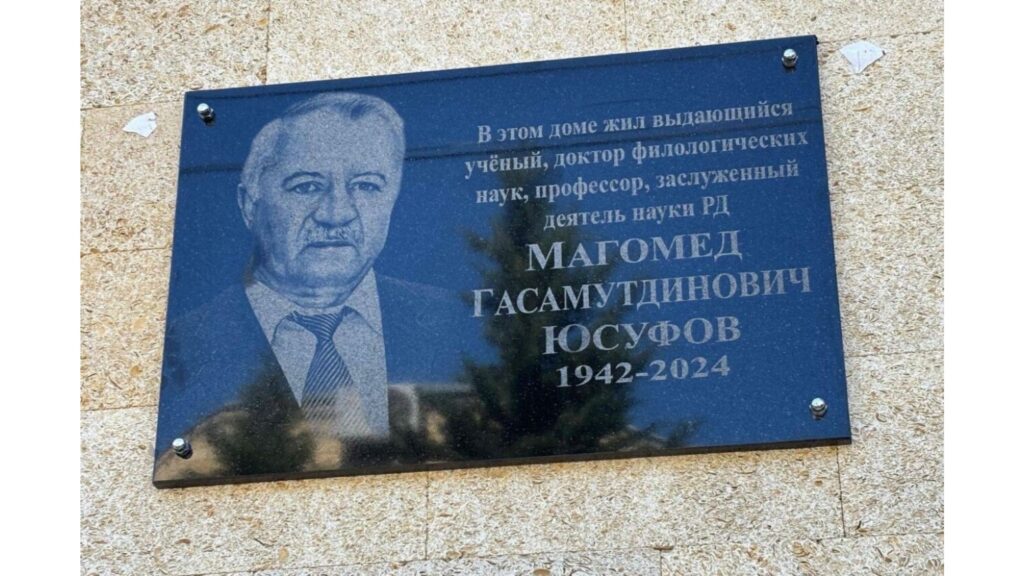 В этом доме жил выдающийся
учёный, доктор филологических
наук, профессор, заслуженный
деятель науки РД
МАГОМЕД
ГАСАМУТДИНОВИЧ
ЮСУФОВ
1942-2024